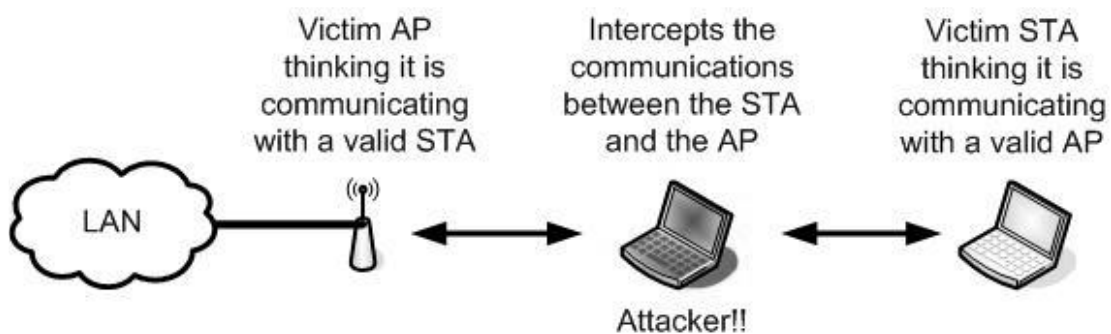 Victim AP
thinking it is
communicating
with a valid STA
Intercepts the
communications
between the STA
and the AP
Victim STA
thinking it is
communicating
with a valid AP
LAN
Attacker!!